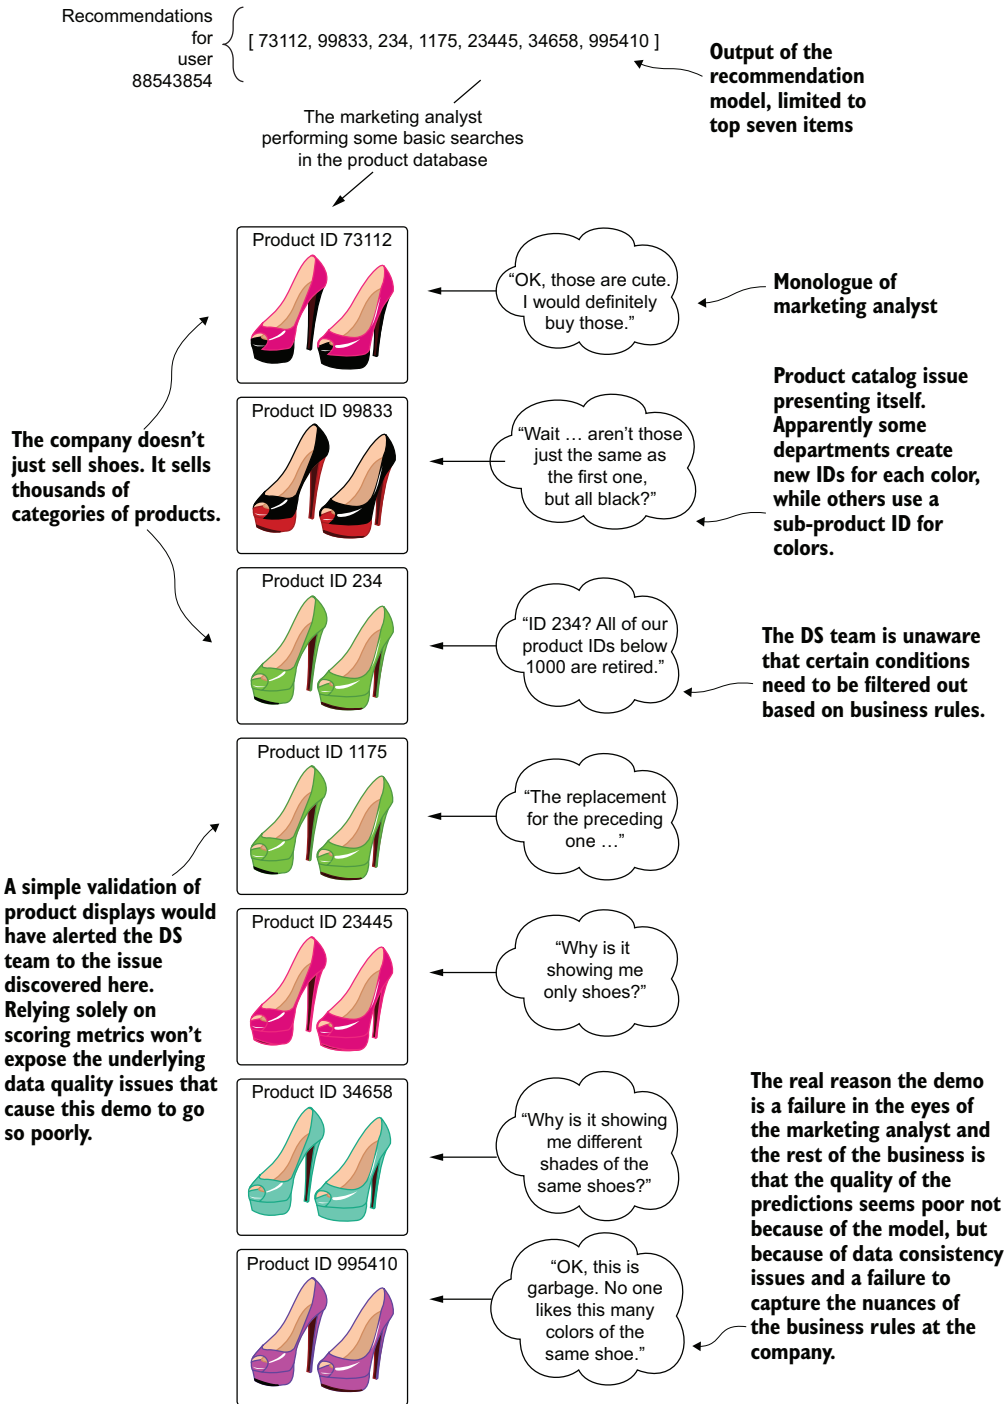 Recommendations
for
user
88543854
[ 73112, 99833, 234, 1175, 23445, 34658, 995410 ]
Output of the
recommendation
model, limited to
top seven items
The marketing analyst
performing some basic searches
in the product database
Product ID 73112
“OK, those are cute.
I would definitely
buy those.”
Monologue of
marketing analyst
The company doesn’t
just sell shoes. It sells
thousands of
categories of products.
Product ID 99833
“Wait … aren’t those
just the same as
the first one,
but all black?”
Product catalog issue
presenting itself.
Apparently some
departments create
new IDs for each color,
while others use a
sub-product ID for
colors.
Product ID 234
“ID 234? All of our
product IDs below
1000 are retired.”
The DS team is unaware
that certain conditions
need to be filtered out
based on business rules.
Product ID 1175
“The replacement
for the preceding
one …”
A simple validation of
product displays would
have alerted the DS
team to the issue
discovered here.
Relying solely on
scoring metrics won’t
expose the underlying
data quality issues that
cause this demo to go
so poorly.
Product ID 23445
“Why is it
showing me
only shoes?”
Product ID 34658
“Why is it showing
me different
shades of the
same shoes?”
The real reason the demo
is a failure in the eyes of
the marketing analyst and
the rest of the business is
that the quality of the
predictions seems poor not
because of the model, but
because of data consistency
issues and a failure to
capture the nuances of
the business rules at the
company.
Product ID 995410
“OK, this is
garbage. No one
likes this many
colors of the
same shoe.”